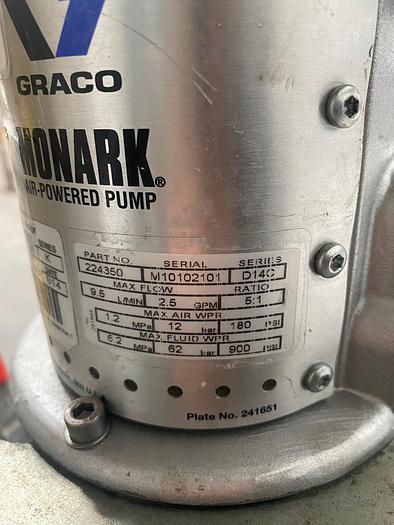 GRACO
MONARK®
AIR-POWERED PUMP
PART NO. SERIAL SERIES
224350 M10102101 D14C
MAX FLOW RATIO
9.5 L/MIN 2.5 GPM 5:1
MAX AIR WPR
1.2 MPa 12 bar 180 PSI
MAX FLUID WPR
6.2 MPa 62 bar 900 PSI
SERIES
K
Plate No. 241651